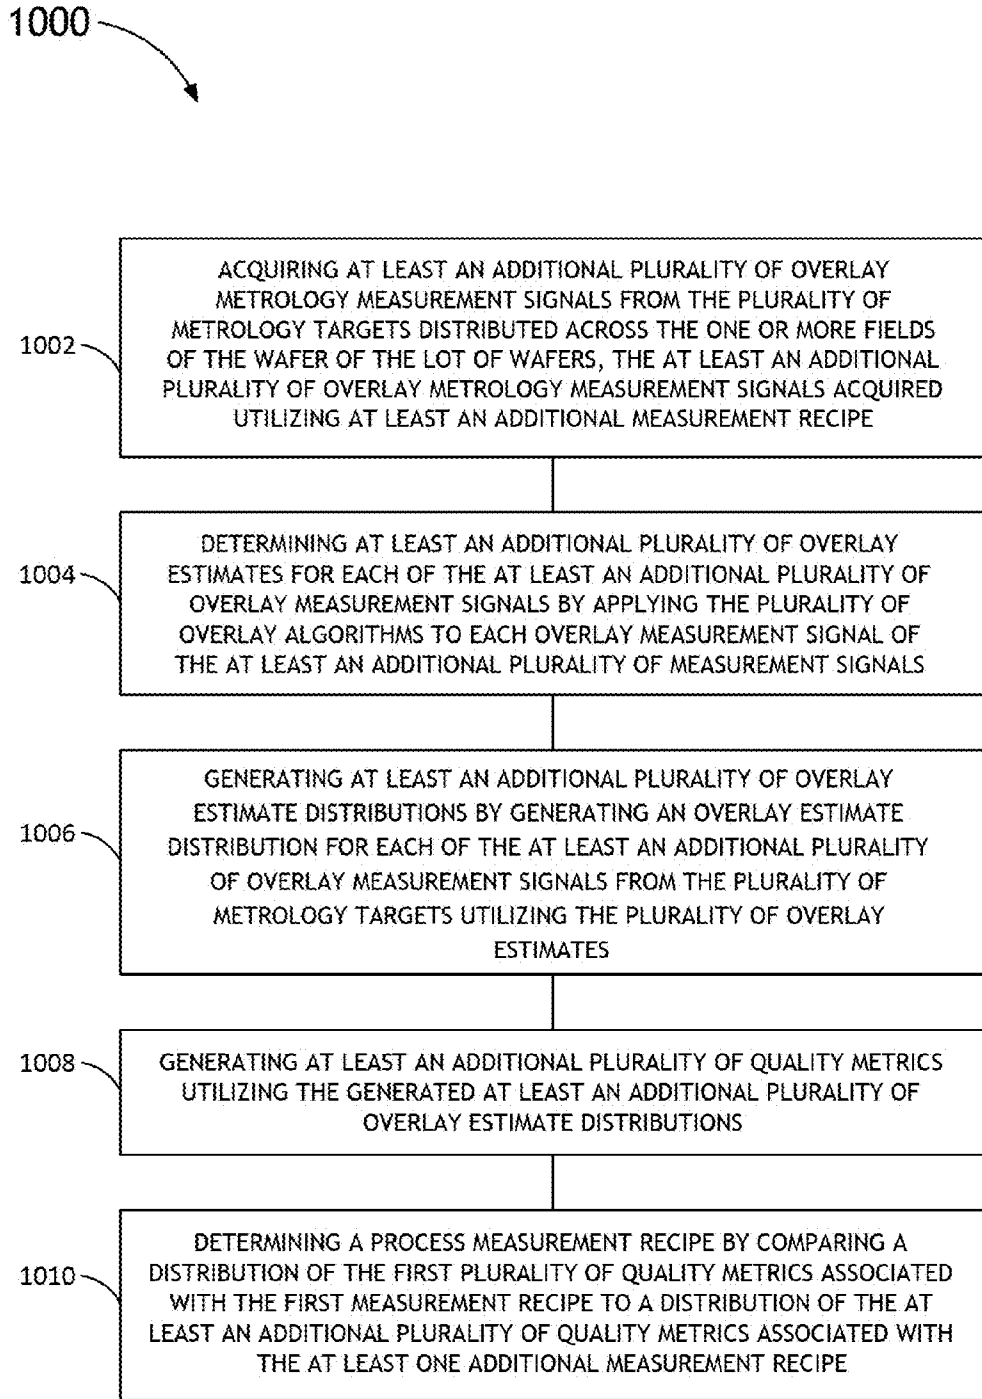 1000
1002
ACQUIRING AT LEAST AN ADDITIONAL PLURALITY OF OVERLAY
METROLOGY MEASUREMENT SIGNALS FROM THE PLURALITY OF
METROLOGY TARGETS DISTRIBUTED ACROSS THE ONE OR MORE FIELDS
OF THE WAFER OF THE LOT OF WAFERS, THE AT LEAST AN ADDITIONAL
PLURALITY OF OVERLAY METROLOGY MEASUREMENT SIGNALS ACQUIRED
UTILIZING AT LEAST AN ADDITIONAL MEASUREMENT RECIPE
1004
DETERMINING AT LEAST AN ADDITIONAL PLURALITY OF OVERLAY
ESTIMATES FOR EACH OF THE AT LEAST AN ADDITIONAL PLURALITY OF
OVERLAY MEASUREMENT SIGNALS BY APPLYING THE PLURALITY OF
OVERLAY ALGORITHMS TO EACH OVERLAY MEASUREMENT SIGNAL OF
THE AT LEAST AN ADDITIONAL PLURALITY OF MEASUREMENT SIGNALS
1006
GENERATING AT LEAST AN ADDITIONAL PLURALITY OF OVERLAY
ESTIMATE DISTRIBUTIONS BY GENERATING AN OVERLAY ESTIMATE
DISTRIBUTION FOR EACH OF THE AT LEAST AN ADDITIONAL PLURALITY
OF OVERLAY MEASUREMENT SIGNALS FROM THE PLURALITY OF
METROLOGY TARGETS UTILIZING THE PLURALITY OF OVERLAY
ESTIMATES
1008
GENERATING AT LEAST AN ADDITIONAL PLURALITY OF QUALITY METRICS
UTILIZING THE GENERATED AT LEAST AN ADDITIONAL PLURALITY OF
OVERLAY ESTIMATE DISTRIBUTIONS
1010
DETERMINING A PROCESS MEASUREMENT RECIPE BY COMPARING A
DISTRIBUTION OF THE FIRST PLURALITY OF QUALITY METRICS ASSOCIATED
WITH THE FIRST MEASUREMENT RECIPE TO A DISTRIBUTION OF THE AT
LEAST AN ADDITIONAL PLURALITY OF QUALITY METRICS ASSOCIATED WITH
THE AT LEAST ONE ADDITIONAL MEASUREMENT RECIPE